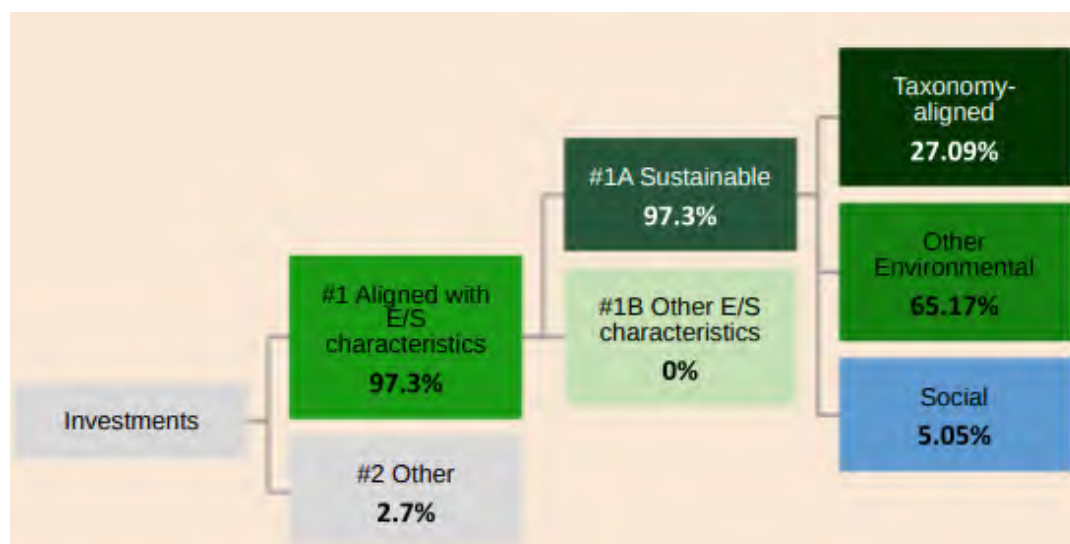 Investments
#1 Aligned with
E/S
characteristics
97.3%
#2 Other
2.7%
#1A Sustainable
97.3%
#1B Other E/S
characteristics
0%
Taxonomy-
aligned
27.09%
Other
Environmental
65.17%
Social
5.05%